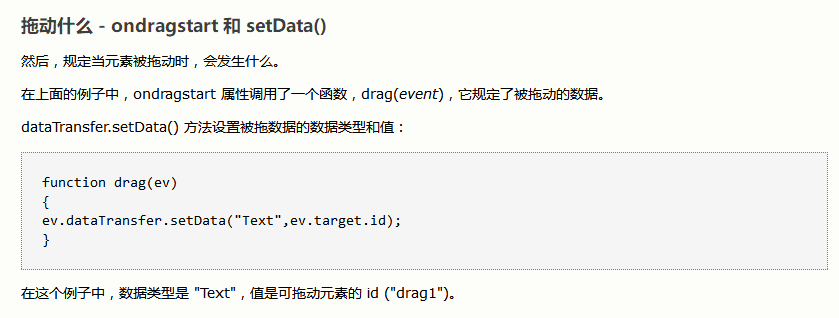 拖动什么 - ondragstart 和 setData()
然后，规定当元素被拖动时，会发生什么。
在上面的例子中，ondragstart 属性调用了一个函数，drag(event)，它规定了被拖动的数据。
dataTransfer.setData() 方法设置被拖数据的数据类型和值：
function drag(ev)
{
ev.dataTransfer.setData("Text",ev.target.id);
}
在这个例子中，数据类型是 "Text"，值是可拖动元素的 id ("drag1")。